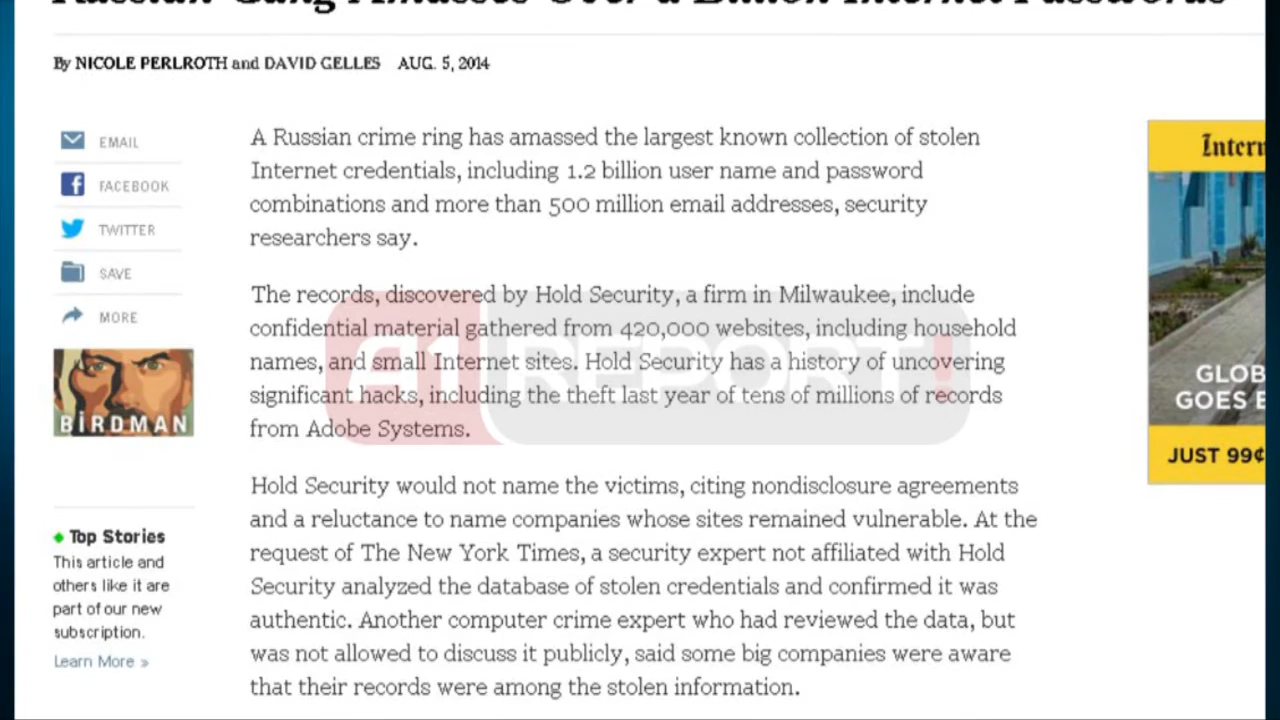 Russian Gang Amasses Over a Billion Internet Passwords
By NICOLE PERLROTH and DAVID GELLES AUG. 5, 2014
EMAIL
FACEBOOK
TWITTER
SAVE
MORE
BiRDMAN
Top Stories
This article and
others like it are
part of our new
subscription.
Learn More »
A Russian crime ring has amassed the largest known collection of stolen
Internet credentials, including 1.2 billion user name and password
combinations and more than 500 million email addresses, security
researchers say.
The records, discovered by Hold Security, a firm in Milwaukee, include
confidential material gathered from 420,000 websites, including household
names, and small Internet sites. Hold Security has a history of uncovering
significant hacks, including the theft last year of tens of millions of records
from Adobe Systems.
Hold Security would not name the victims, citing nondisclosure agreements
and a reluctance to name companies whose sites remained vulnerable. At the
request of The New York Times, a security expert not affiliated with Hold
Security analyzed the database of stolen credentials and confirmed it was
authentic. Another computer crime expert who had reviewed the data, but
was not allowed to discuss it publicly, said some big companies were aware
that their records were among the stolen information.
A1 REPORT!
Intern
GLOB
GOES E
JUST 99¢